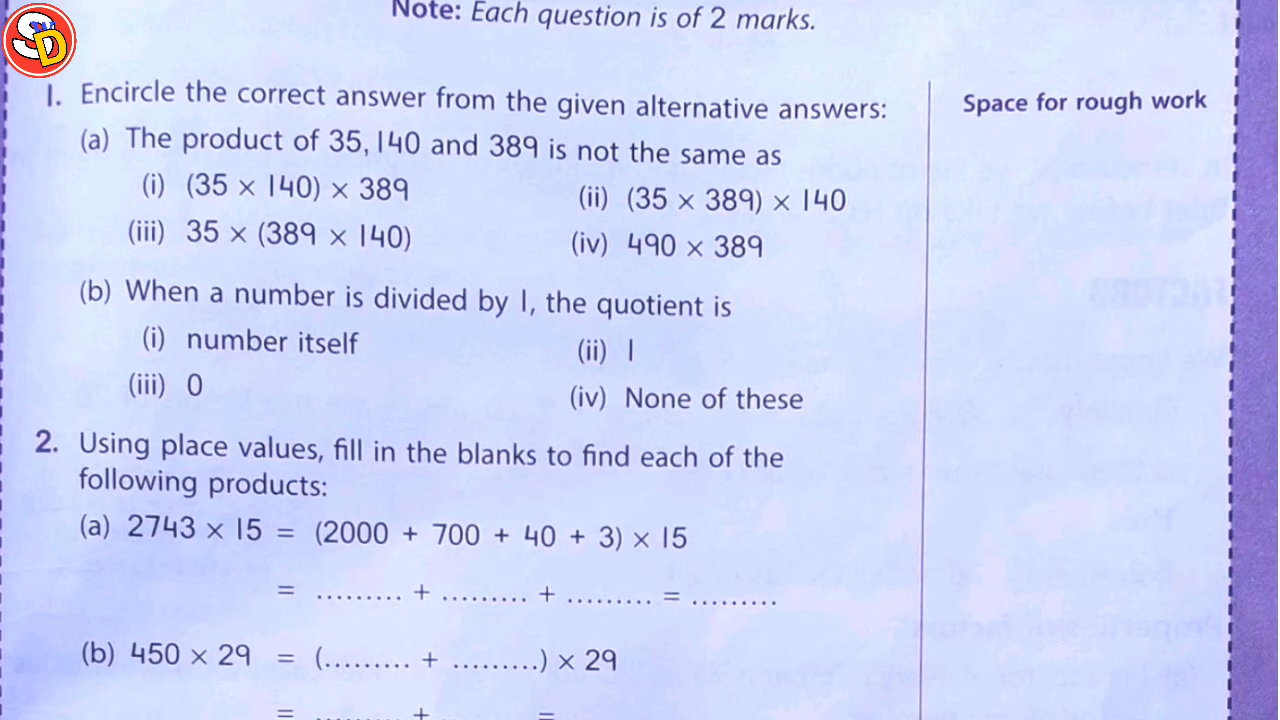 SD
Note: Each question is of 2 marks.
1. Encircle the correct answer from the given alternative answers:
Space for rough work
(a) The product of 35, 140 and 389 is not the same as
(i) (35 × 140) × 389 (ii) (35 × 389) × 140
(iii) 35 × (389 × 140) (iv) 490 × 389
(b) When a number is divided by 1, the quotient is
(i) number itself (ii) 1
(iii) 0 (iv) None of these
2. Using place values, fill in the blanks to find each of the
following products:
(a) 2743 × 15 = (2000 + 700 + 40 + 3) × 15
= ......... + ......... + ......... = .........
(b) 450 × 29 = (......... + .........) × 29
= ......... + ......... =